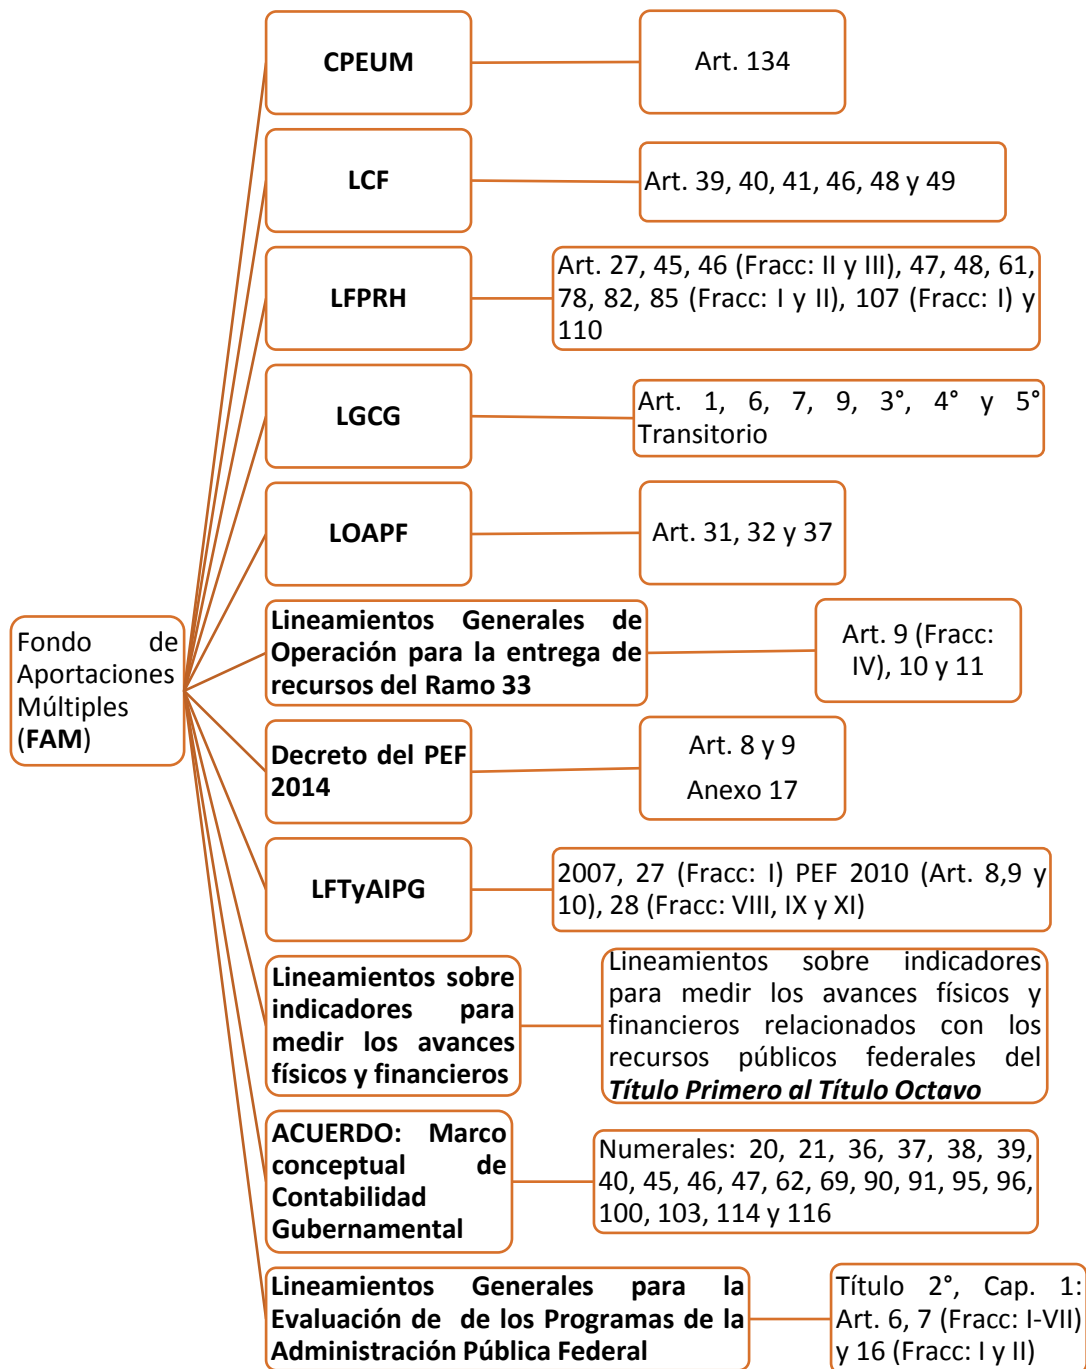 Fondo de
Aportaciones
Múltiples
(FAM)
CPEUM
Art. 134
LCF
Art. 39, 40, 41, 46, 48 y 49
LFPRH
Art. 27, 45, 46 (Fracc: II y III), 47, 48, 61,
78, 82, 85 (Fracc: I y II), 107 (Fracc: I) y
110
LGCG
Art. 1, 6, 7, 9, 3°, 4° y 5°
Transitorio
LOAPF
Art. 31, 32 y 37
Lineamientos Generales de
Operación para la entrega de
recursos del Ramo 33
Art. 9 (Fracc:
IV), 10 y 11
Decreto del PEF
2014
Art. 8 y 9
Anexo 17
LFTyAIPG
2007, 27 (Fracc: I) PEF 2010 (Art. 8,9 y
10), 28 (Fracc: VIII, IX y XI)
Lineamientos sobre
indicadores para
medir los avances
físicos y financieros
Lineamientos sobre indicadores
para medir los avances físicos y
financieros relacionados con los
recursos públicos federales del
Título Primero al Título Octavo
ACUERDO: Marco
conceptual de
Contabilidad
Gubernamental
Numerales: 20, 21, 36, 37, 38, 39,
40, 45, 46, 47, 62, 69, 90, 91, 95, 96,
100, 103, 114 y 116
Lineamientos Generales para la
Evaluación de de los Programas de la
Administración Pública Federal
Título 2°, Cap. 1:
Art. 6, 7 (Fracc: I-VII)
y 16 (Fracc: I y II)